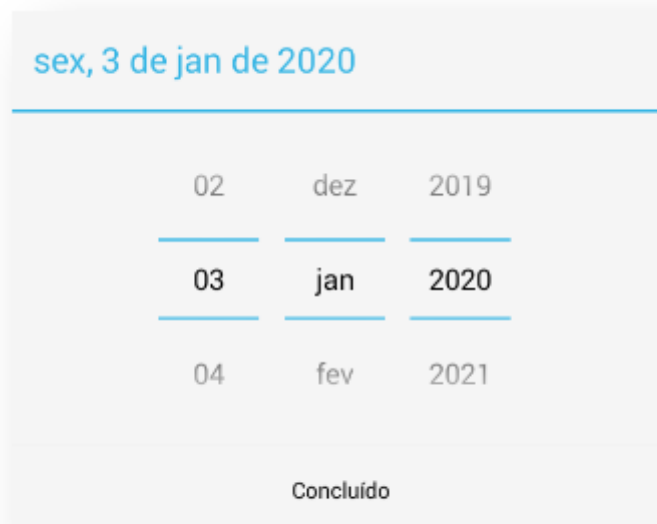 sex, 3 de jan de 2020
02 dez 2019
03 jan 2020
04 fev 2021
Concluído